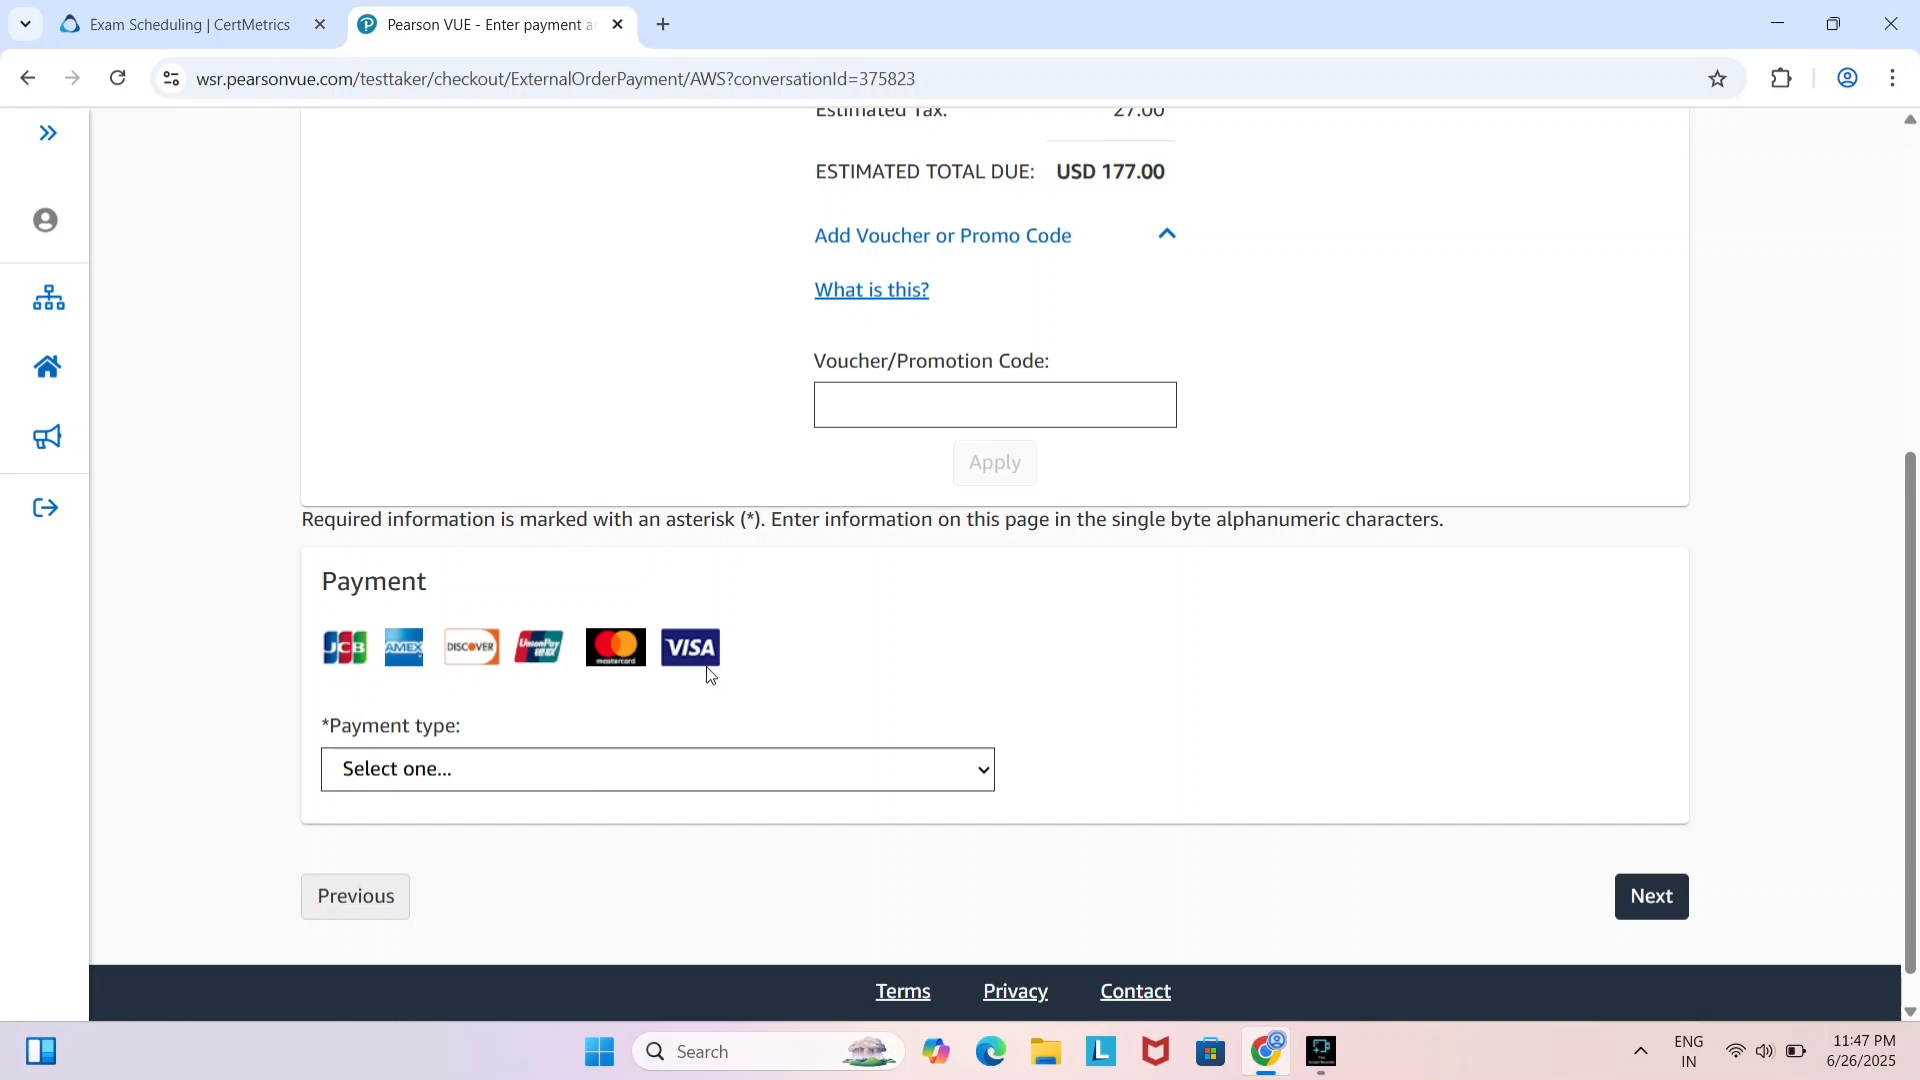 Exam Scheduling | CertMetrics
Pearson VUE - Enter payment a
wsr.pearsonvue.com/testtaker/checkout/ExternalOrderPayment/AWS?conversationId=375823
Estimated Tax: 27.00
ESTIMATED TOTAL DUE: USD 177.00
Add Voucher or Promo Code
What is this?
Voucher/Promotion Code:
Apply
Required information is marked with an asterisk (*). Enter information on this page in the single byte alphanumeric characters.
Payment
JCB AMEX DISCOVER UnionPay mastercard VISA
*Payment type:
Select one...
Previous
Next
Terms Privacy Contact
Search
ENG
IN
11:47 PM
6/26/2025